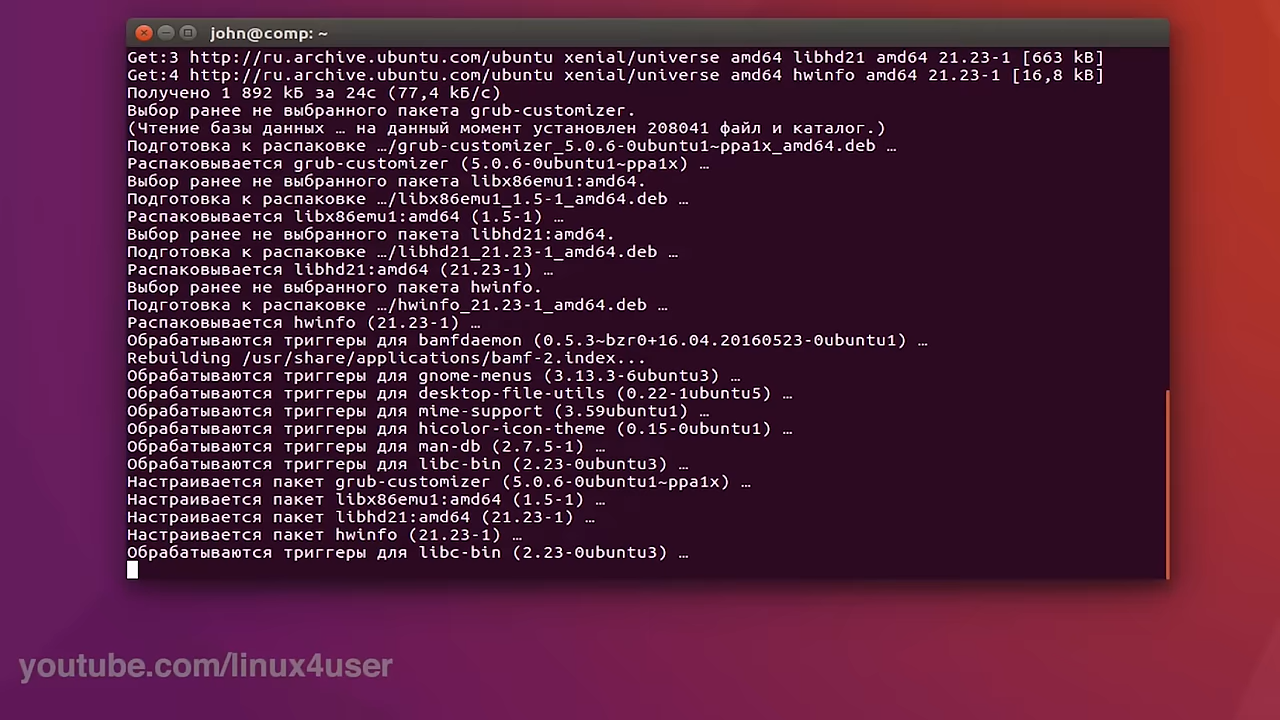 john@comp: ~
Get:3 http://ru.archive.ubuntu.com/ubuntu xenial/universe amd64 libhd21 amd64 21.23-1 [663 kB]
Get:4 http://ru.archive.ubuntu.com/ubuntu xenial/universe amd64 hwinfo amd64 21.23-1 [16,8 kB]
Получено 1 892 kБ за 24с (77,4 kБ/c)
Выбор ранее не выбранного пакета grub-customizer.
(Чтение базы данных … на данный момент установлен 208041 файл и каталог.)
Подготовка к распаковке …/grub-customizer_5.0.6-0ubuntu1~ppa1x_amd64.deb …
Распаковывается grub-customizer (5.0.6-0ubuntu1~ppa1x) …
Выбор ранее не выбранного пакета libx86emu1:amd64.
Подготовка к распаковке …/libx86emu1_1.5-1_amd64.deb …
Распаковывается libx86emu1:amd64 (1.5-1) …
Выбор ранее не выбранного пакета libhd21:amd64.
Подготовка к распаковке …/libhd21_21.23-1_amd64.deb …
Распаковывается libhd21:amd64 (21.23-1) …
Выбор ранее не выбранного пакета hwinfo.
Подготовка к распаковке …/hwinfo_21.23-1_amd64.deb …
Распаковывается hwinfo (21.23-1) …
Обрабатываются триггеры для bamfdaemon (0.5.3~bzr0+16.04.20160523-0ubuntu1) …
Rebuilding /usr/share/applications/bamf-2.index...
Обрабатываются триггеры для gnome-menus (3.13.3-6ubuntu3) …
Обрабатываются триггеры для desktop-file-utils (0.22-1ubuntu5) …
Обрабатываются триггеры для mime-support (3.59ubuntu1) …
Обрабатываются триггеры для hicolor-icon-theme (0.15-0ubuntu1) …
Обрабатываются триггеры для man-db (2.7.5-1) …
Обрабатываются триггеры для libc-bin (2.23-0ubuntu3) …
Настраивается пакет grub-customizer (5.0.6-0ubuntu1~ppa1x) …
Настраивается пакет libx86emu1:amd64 (1.5-1) …
Настраивается пакет libhd21:amd64 (21.23-1) …
Настраивается пакет hwinfo (21.23-1) …
Обрабатываются триггеры для libc-bin (2.23-0ubuntu3) …
youtube.com/linux4user